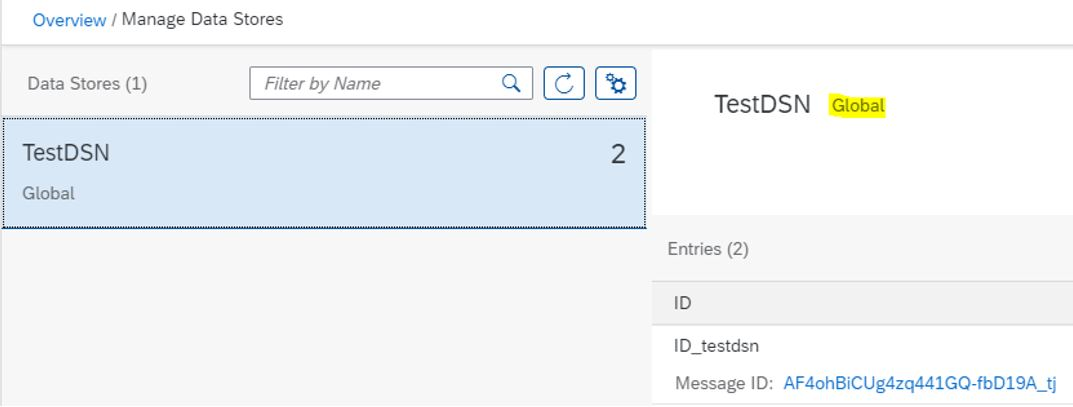 Overview / Manage Data Stores
Data Stores (1)
Filter by Name
TestDSN
2
Global
TestDSN Global
Entries (2)
ID
ID_testdsn
Message ID: AF4ohBiCUg4zq441GQ-fbD19A_tj